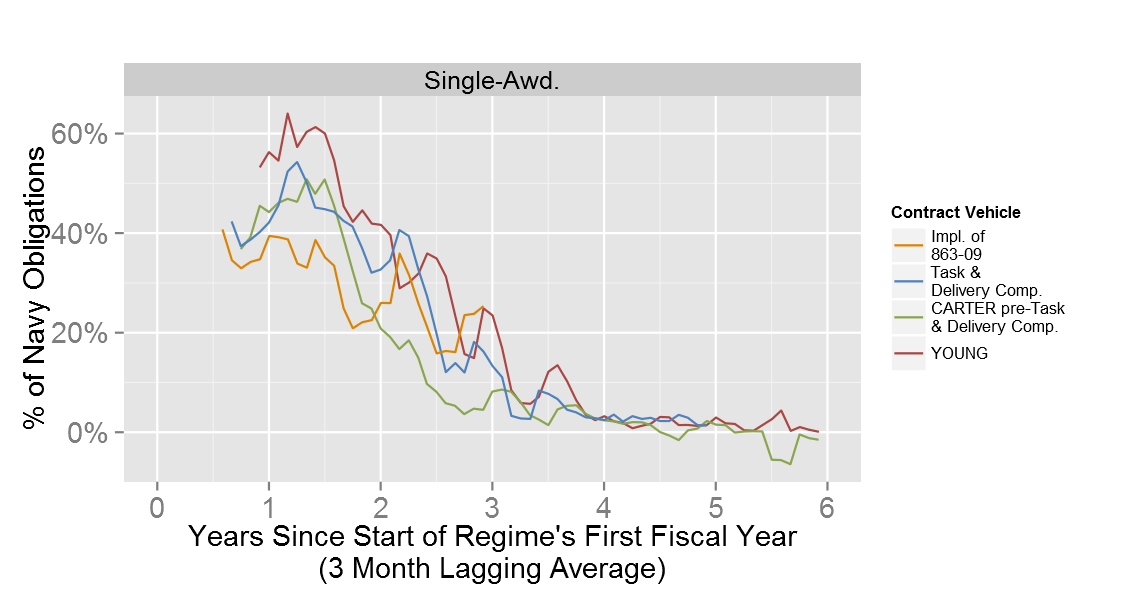 Single-Awd.
60%
40%
20%
0%
% of Navy Obligations
0 1 2 3 4 5 6
Years Since Start of Regime's First Fiscal Year
(3 Month Lagging Average)
Contract Vehicle
Impl. of
863-09
Task &
Delivery Comp.
CARTER pre-Task
& Delivery Comp.
YOUNG